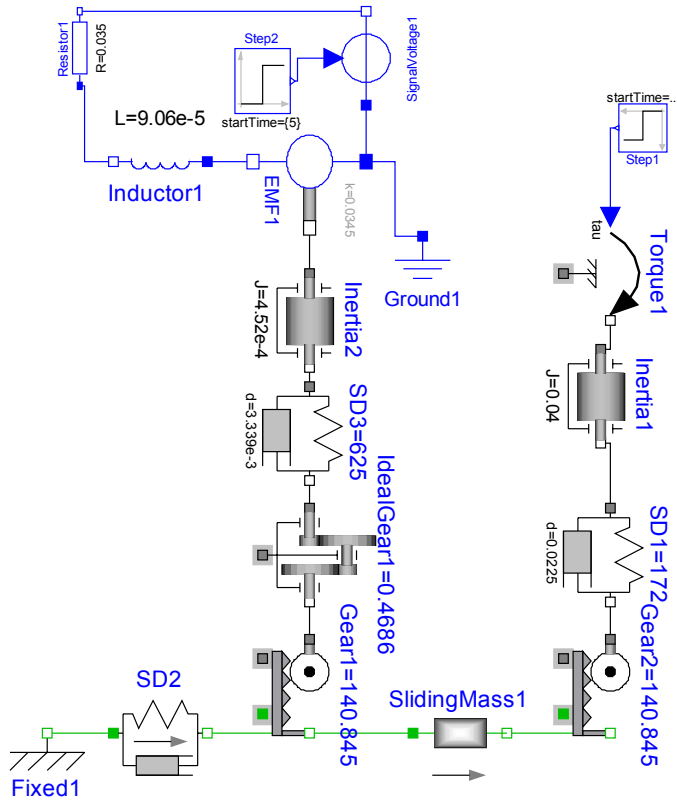 Resistor1
R=0.035
Step2
startTime={5}
SignalVoltage1
L=9.06e-5
Inductor1
EMF1
k=0.0345
Ground1
startTime=..
Step1
tau
Torque1
Inertia2
J=4.52e-4
Inertia1
J=0.04
SD3=625
d=3.339e-3
IdealGear1=0.4686
SD1=172
d=0.0225
Gear1=140.845
Gear2=140.845
SD2
SlidingMass1
Fixed1